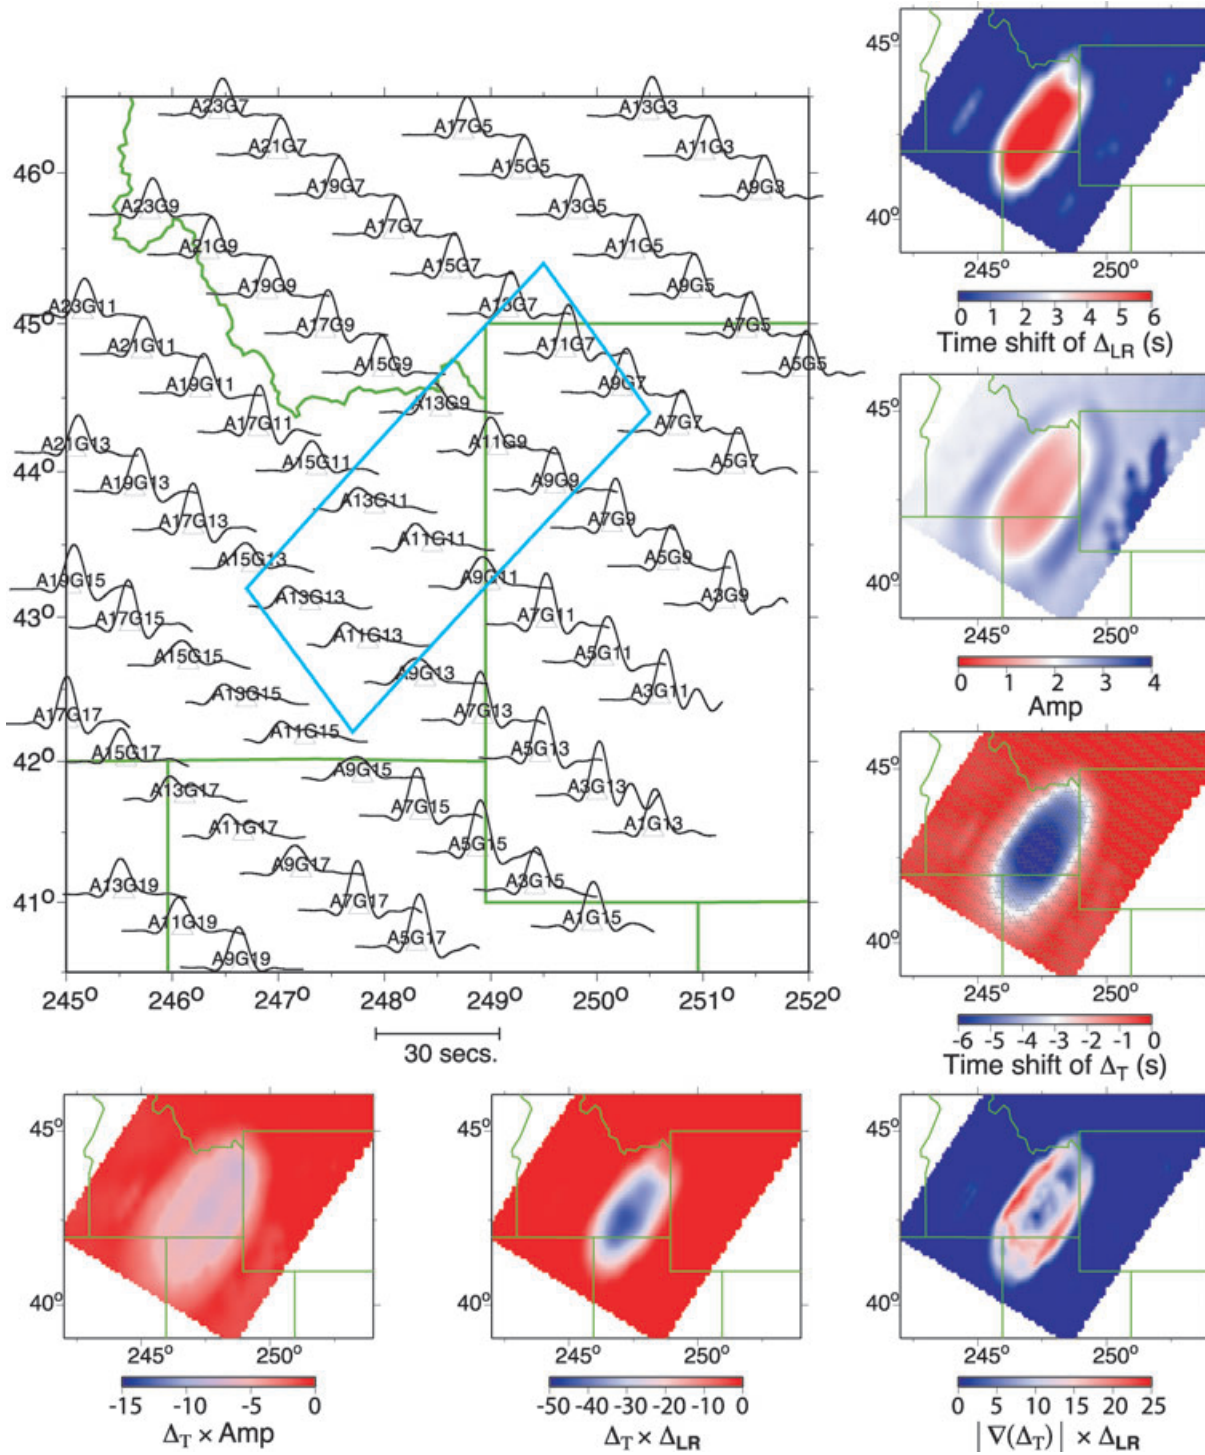 A23G7
A21G7
A19G7
A17G7
A15G7
A13G7
A11G7
A9G7
A7G7
A5G7
A17G5
A15G5
A13G5
A11G5
A9G5
A7G5
A5G5
A13G3
A11G3
A9G3
A23G9
A21G9
A19G9
A17G9
A15G9
A13G9
A11G9
A9G9
A7G9
A5G9
A3G9
A23G11
A21G11
A19G11
A17G11
A15G11
A13G11
A11G11
A9G11
A7G11
A5G11
A3G11
A21G13
A19G13
A17G13
A15G13
A13G13
A11G13
A9G13
A7G13
A5G13
A3G13
A1G13
A19G15
A17G15
A15G15
A13G15
A11G15
A9G15
A7G15
A5G15
A3G15
A1G15
A17G17
A15G17
A13G17
A11G17
A9G17
A7G17
A5G17
A13G19
A11G19
A9G19
46°
45°
44°
43°
42°
41°
245° 246° 247° 248° 249° 250° 251° 252°
30 secs.
45°
40°
245° 250°
0 1 2 3 4 5 6
Time shift of Δ_LR (s)
45°
40°
245° 250°
0 1 2 3 4
Amp
45°
40°
245° 250°
-6 -5 -4 -3 -2 -1 0
Time shift of Δ_T (s)
45°
40°
245° 250°
-15 -10 -5 0
Δ_T × Amp
45°
40°
245° 250°
-50 -40 -30 -20 -10 0
Δ_T × Δ_LR
45°
40°
245° 250°
0 5 10 15 20 25
|∇(Δ_T)| × Δ_LR